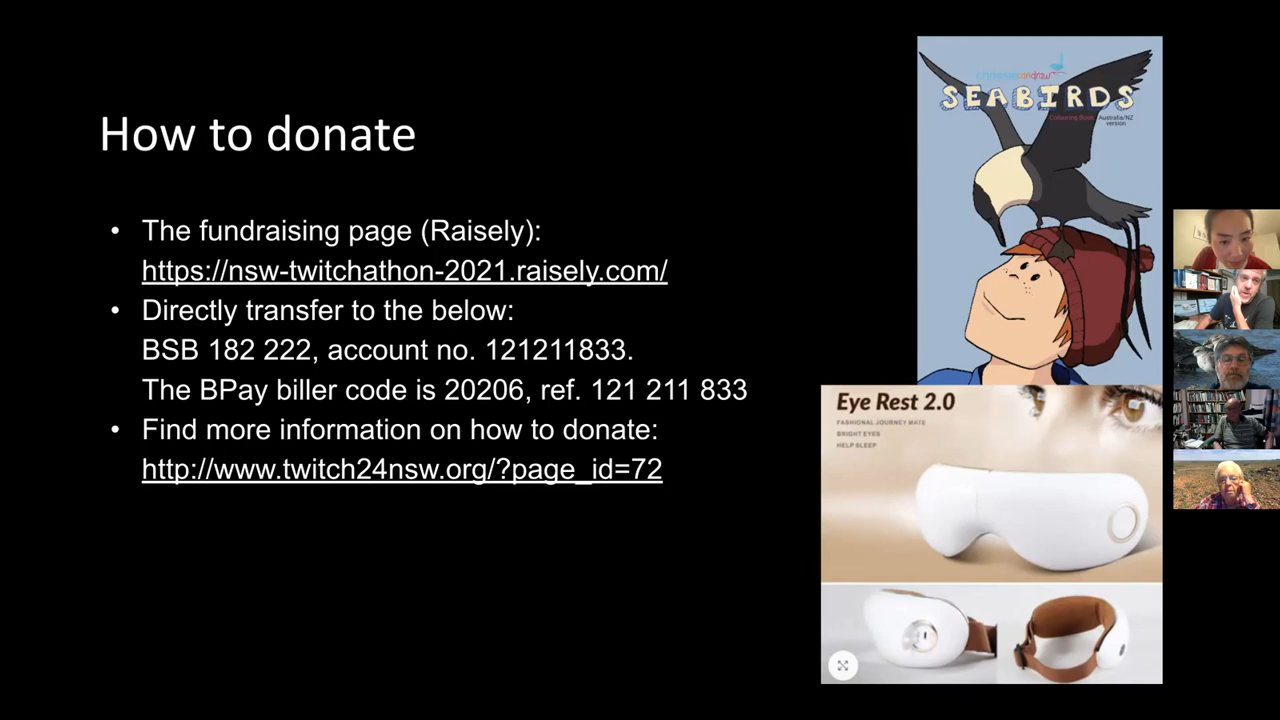 How to donate
• The fundraising page (Raisely):
https://nsw-twitchathon-2021.raisely.com/
• Directly transfer to the below:
BSB 182 222, account no. 121211833.
The BPay biller code is 20206, ref. 121 211 833
• Find more information on how to donate:
http://www.twitch24nsw.org/?page_id=72
SEABIRDS
Colouring Book Australia/NZ
version
Eye Rest 2.0
FASHIONAL JOURNEY MATE
BRIGHT EYES
HELP SLEEP